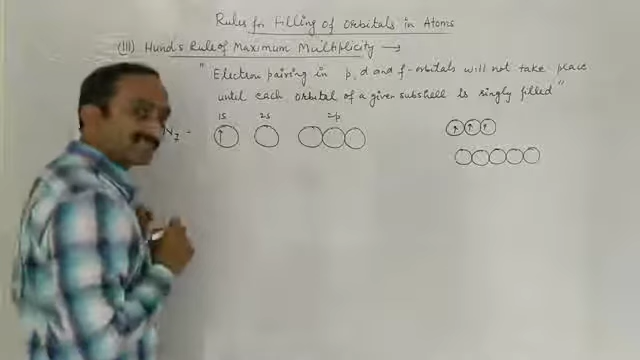 Rules for Filling of Orbitals in Atoms
(III) Hund's Rule of Maximum Multiplicity →
" Electron pairing in p, d and f-orbitals will not take place
until each orbital of a given subshell is singly filled "
1s 2s 2p
N7 -